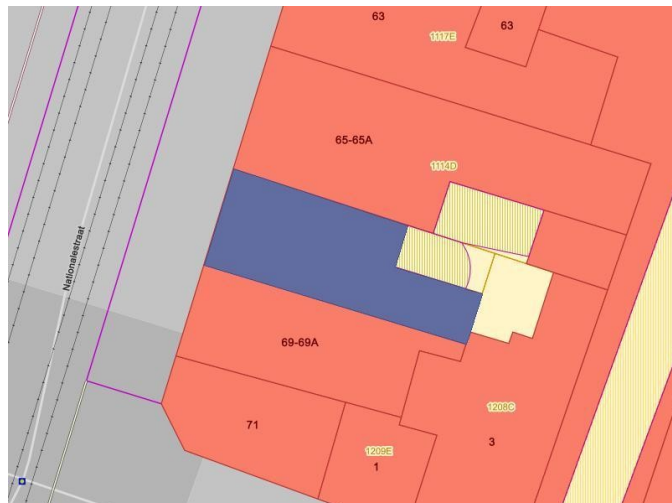 63
63
1117E
65-65A
1114D
Nationalestraat
69-69A
1208C
71
1209E
1
3